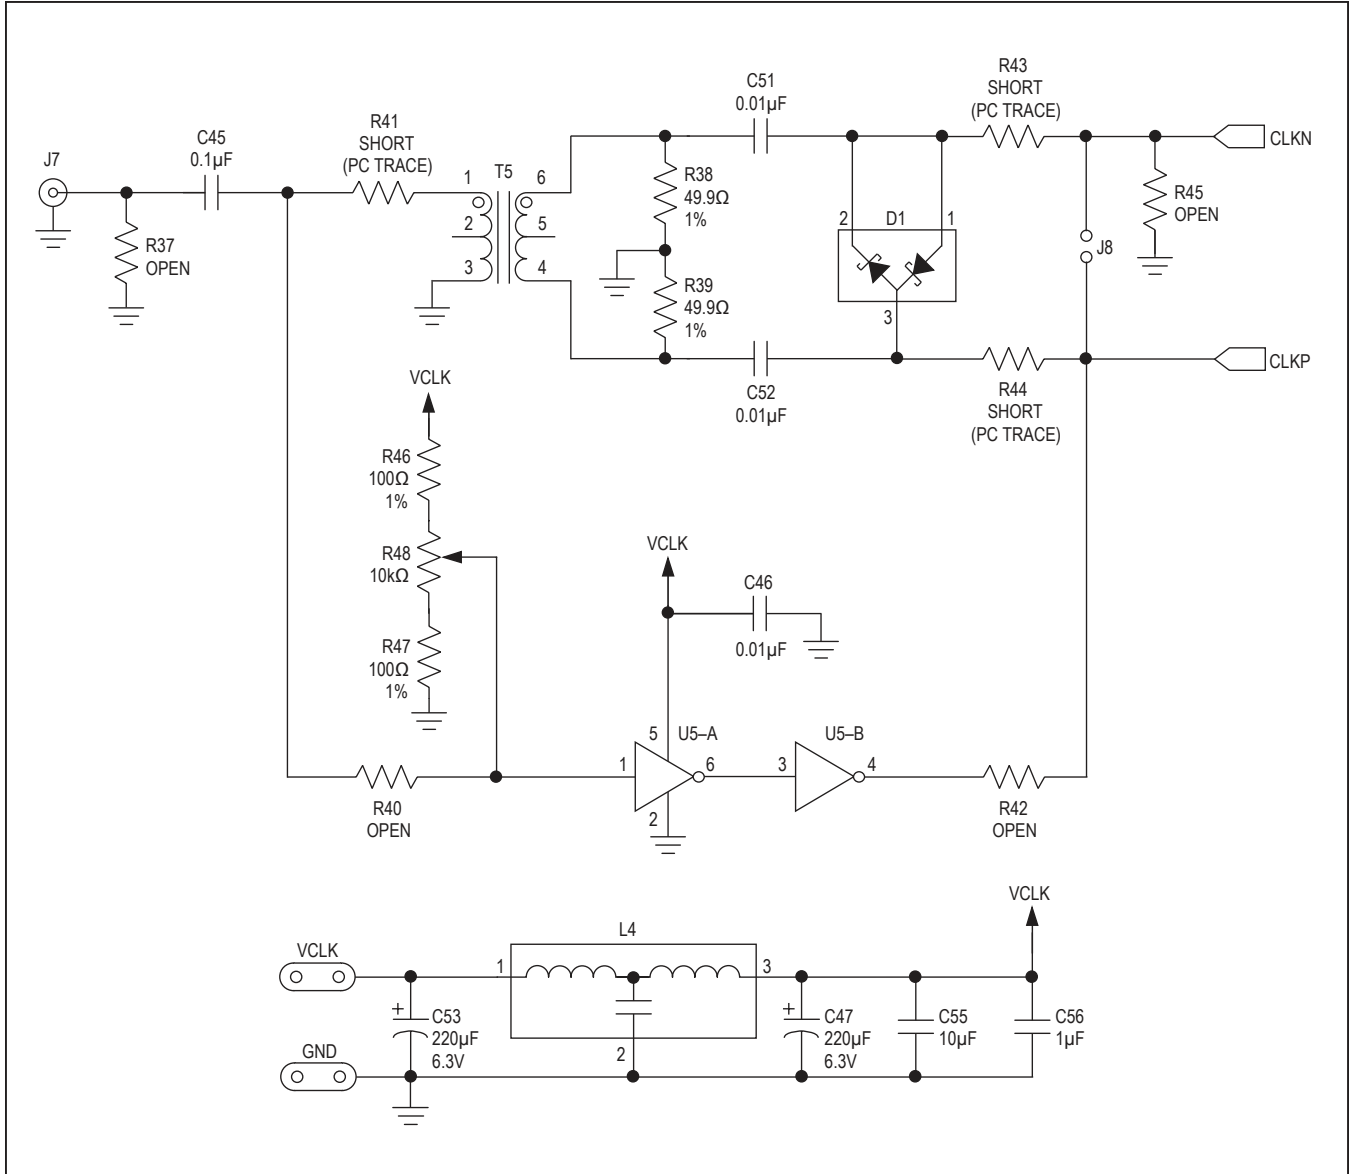 J7
R37
OPEN
C45
0.1µF
R41
SHORT
(PC TRACE)
T5
1
2
3
6
5
4
R38
49.9Ω
1%
R39
49.9Ω
1%
C51
0.01µF
C52
0.01µF
2
D1
1
3
R43
SHORT
(PC TRACE)
R44
SHORT
(PC TRACE)
R45
OPEN
J8
CLKN
CLKP
VCLK
R46
100Ω
1%
R48
10kΩ
R47
100Ω
1%
VCLK
C46
0.01µF
R40
OPEN
1
5
U5–A
6
2
3
U5–B
4
R42
OPEN
VCLK
GND
C53
220µF
6.3V
+
L4
1
2
3
+
C47
220µF
6.3V
C55
10µF
C56
1µF
VCLK